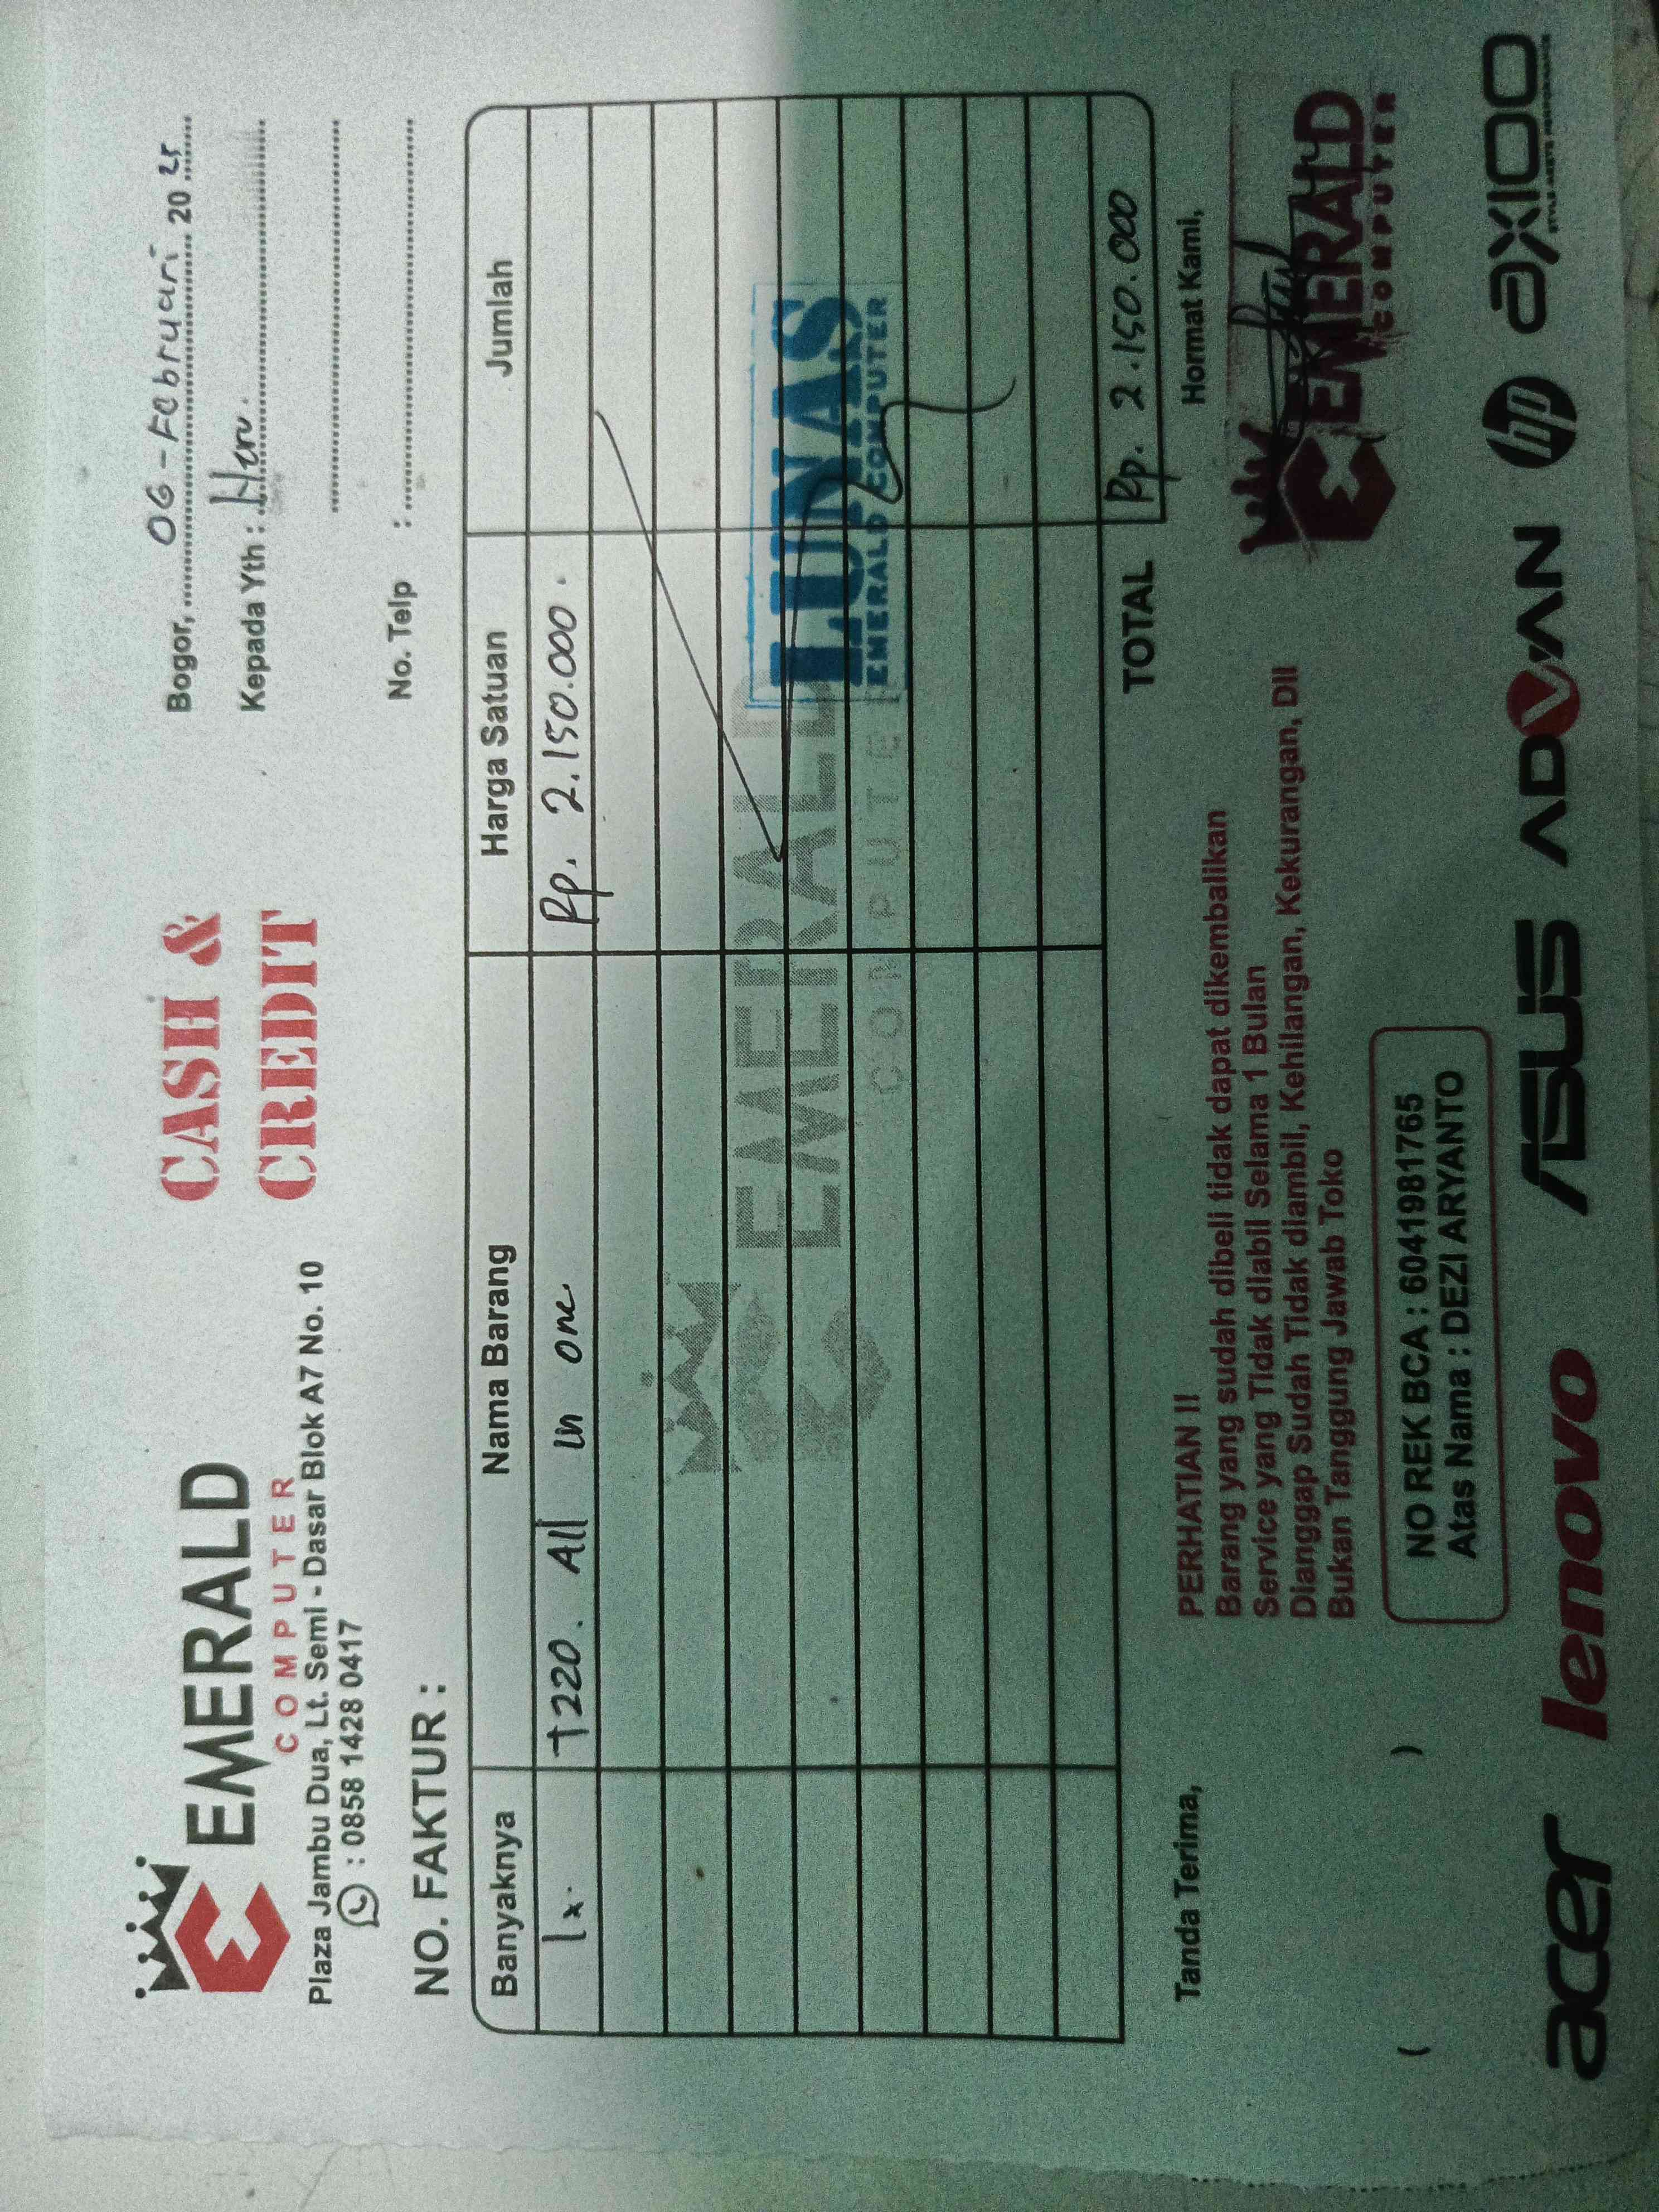 EMERALD
COMPUTER
Plaza Jambu Dua, Lt. Semi - Dasar Blok A7 No. 10
: 0858 1428 0417
CASH &
CREDIT
Bogor, 06-Februari 2025
Kepada Yth :
No. Telp :
NO. FAKTUR :
Banyaknya Nama Barang Harga Satuan Jumlah
1x. T220. All in one Rp. 2.150.000.
EMERALD
EMERALD
COMPUTE
LUNAS
EMERALD COMPUTER
TOTAL Rp. 2.150.000
Tanda Terima,
( )
PERHATIAN !!
Barang yang sudah dibeli tidak dapat dikembalikan
Service yang Tidak diabil Selama 1 Bulan
Dianggap Sudah Tidak diambil, Kehilangan, Kekurangan, Dll
Bukan Tanggung Jawab Toko
NO REK BCA : 6041981765
Atas Nama : DEZI ARYANTO
Hormat Kami,
EMERALD
COMPUTER
acer lenovo ASUS ADVAN hp axioo